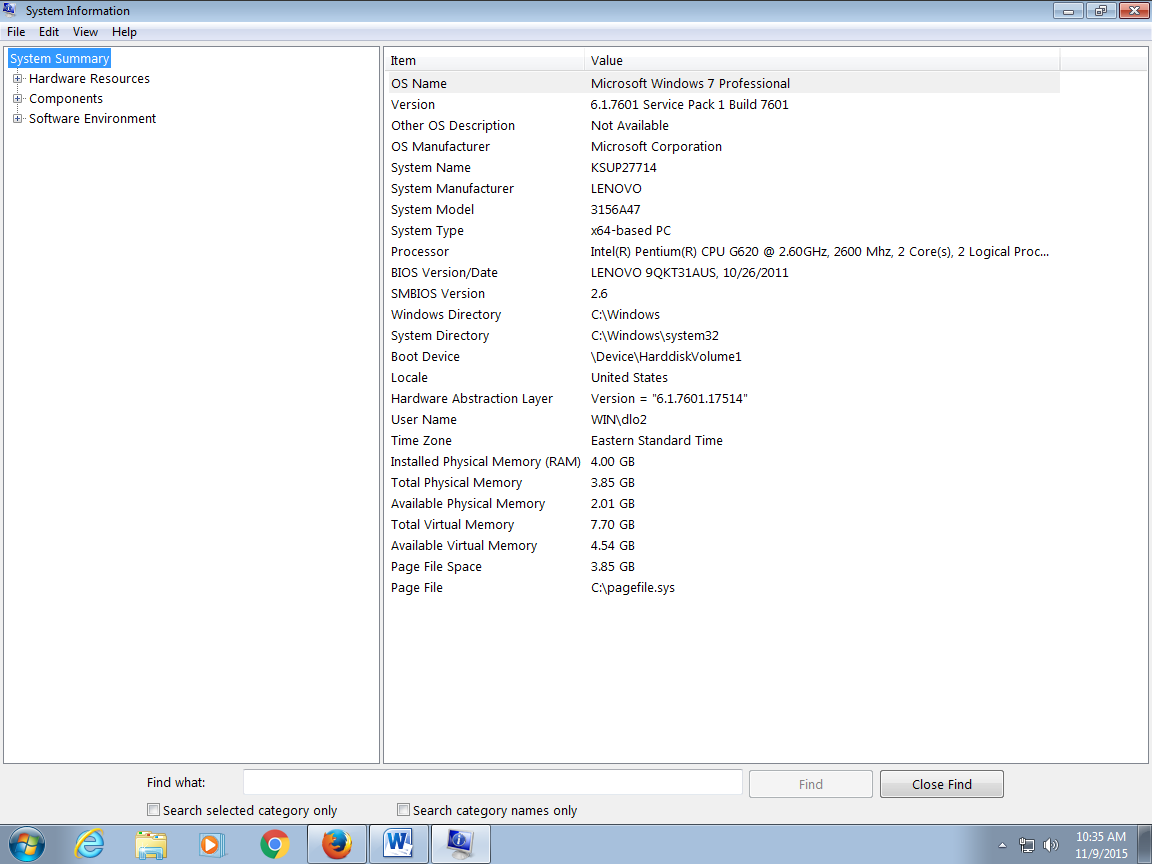 System Information
File Edit View Help
System Summary
Hardware Resources
Components
Software Environment
Item Value
OS Name Microsoft Windows 7 Professional
Version 6.1.7601 Service Pack 1 Build 7601
Other OS Description Not Available
OS Manufacturer Microsoft Corporation
System Name KSUP27714
System Manufacturer LENOVO
System Model 3156A47
System Type x64-based PC
Processor Intel(R) Pentium(R) CPU G620 @ 2.60GHz, 2600 Mhz, 2 Core(s), 2 Logical Proc...
BIOS Version/Date LENOVO 9QKT31AUS, 10/26/2011
SMBIOS Version 2.6
Windows Directory C:\Windows
System Directory C:\Windows\system32
Boot Device \Device\HarddiskVolume1
Locale United States
Hardware Abstraction Layer Version = "6.1.7601.17514"
User Name WIN\dlo2
Time Zone Eastern Standard Time
Installed Physical Memory (RAM) 4.00 GB
Total Physical Memory 3.85 GB
Available Physical Memory 2.01 GB
Total Virtual Memory 7.70 GB
Available Virtual Memory 4.54 GB
Page File Space 3.85 GB
Page File C:\pagefile.sys
Find what: Find Close Find
Search selected category only Search category names only
10:35 AM
11/9/2015